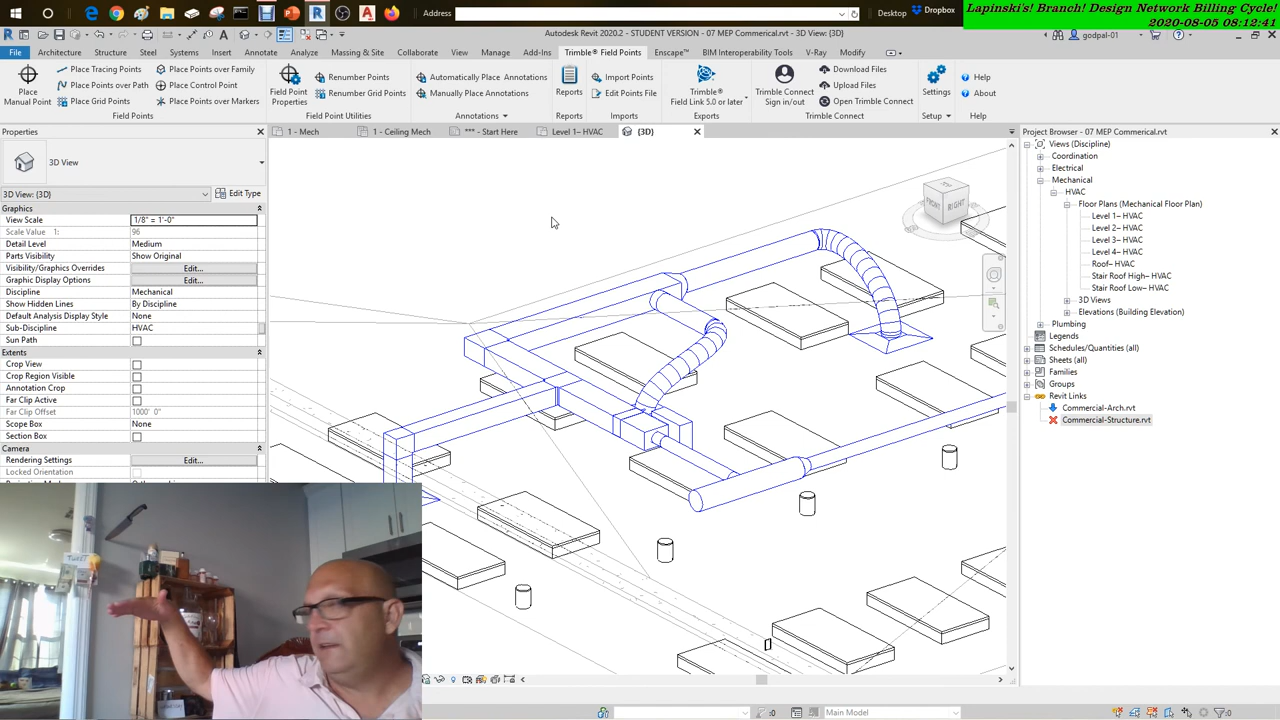 Address
Desktop
Dropbox
Lapinski's! Branch! Design Network Billing Cycle!
2020-08-05 08:12:41
Autodesk Revit 2020.2 - STUDENT VERSION - 07 MEP Commerical.rvt - 3D View: {3D}
godpal-01
File Architecture Structure Steel Systems Insert Annotate Analyze Massing & Site Collaborate View Manage Add-Ins Trimble® Field Points Enscape™ BIM Interoperability Tools V-Ray Modify
Place Manual Point
Place Tracing Points
Place Points over Path
Place Grid Points
Place Points over Family
Place Control Point
Place Points over Markers
Field Points
Field Point Properties
Renumber Points
Renumber Grid Points
Field Point Utilities
Automatically Place Annotations
Manually Place Annotations
Annotations
Reports
Reports
Import Points
Edit Points File
Imports
Trimble® Field Link 5.0 or later
Exports
Trimble Connect Sign in/out
Download Files
Upload Files
Open Trimble Connect
Trimble Connect
Settings
Setup
Help
About
Help
Properties
1 - Mech
1 - Ceiling Mech
*** - Start Here
Level 1– HVAC
{3D}
Project Browser - 07 MEP Commerical.rvt
3D View
3D View: {3D}
Edit Type
Graphics
View Scale 1/8" = 1'-0"
Scale Value 1: 96
Detail Level Medium
Parts Visibility Show Original
Visibility/Graphics Overrides Edit...
Graphic Display Options Edit...
Discipline Mechanical
Show Hidden Lines By Discipline
Default Analysis Display Style None
Sub-Discipline HVAC
Sun Path
Extents
Crop View
Crop Region Visible
Annotation Crop
Far Clip Active
Far Clip Offset 1000' 0"
Scope Box None
Section Box
Camera
Rendering Settings Edit...
Locked Orientation
FRONT
RIGHT
Views (Discipline)
Coordination
Electrical
Mechanical
HVAC
Floor Plans (Mechanical Floor Plan)
Level 1– HVAC
Level 2– HVAC
Level 3– HVAC
Level 4– HVAC
Roof– HVAC
Stair Roof High– HVAC
Stair Roof Low– HVAC
3D Views
Elevations (Building Elevation)
Plumbing
Legends
Schedules/Quantities (all)
Sheets (all)
Families
Groups
Revit Links
Commercial-Arch.rvt
Commercial-Structure.rvt
:0
Main Model
:0